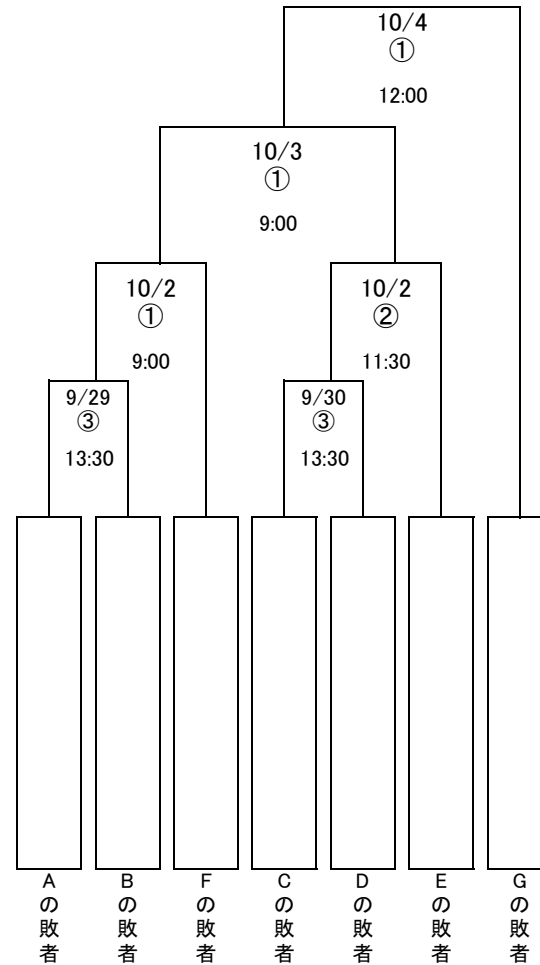 10/4
①
12:00
10/3
①
9:00
10/2
①
9:00
10/2
②
11:30
9/29
③
13:30
9/30
③
13:30
Aの敗者
Bの敗者
Fの敗者
Cの敗者
Dの敗者
Eの敗者
Gの敗者